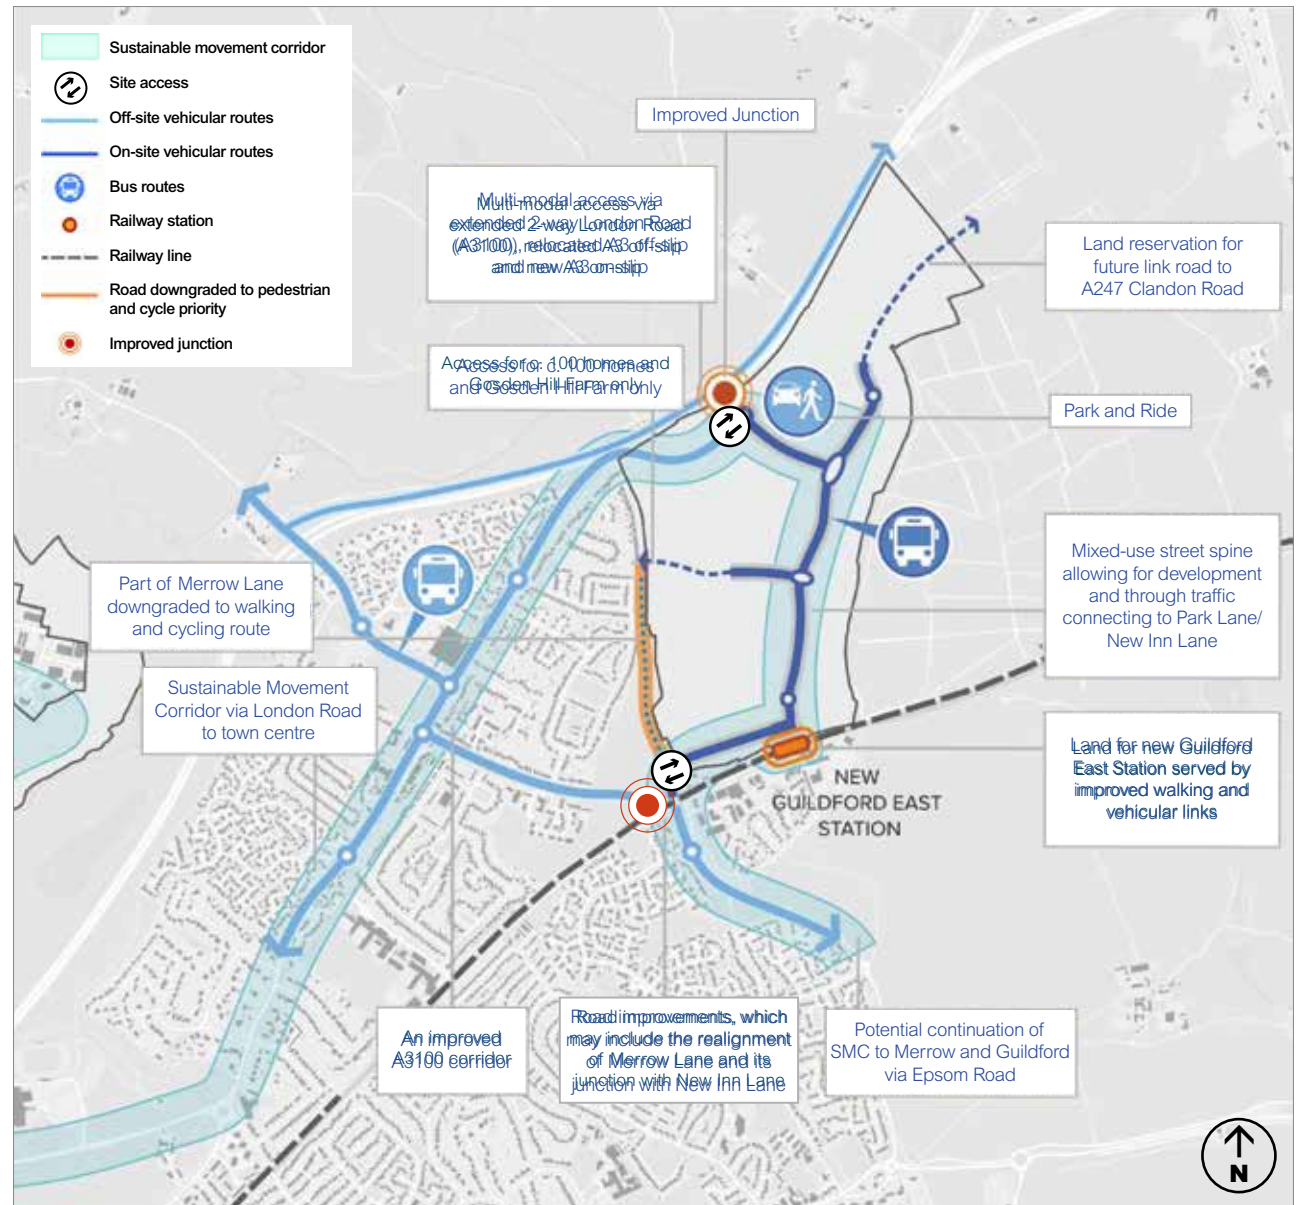 Sustainable movement corridor
Site access
Off-site vehicular routes
On-site vehicular routes
Bus routes
Railway station
Railway line
Road downgraded to pedestrian
and cycle priority
Improved junction
Improved Junction
Multi-modal access via
extended 2-way London Road
(A3100), relocated A3 off-slip
and new A3 on-slip
Access for c. 100 homes
and Gosden Hill Farm only
Land reservation for
future link road to
A247 Clandon Road
Park and Ride
Mixed-use street spine
allowing for development
and through traffic
connecting to Park Lane/
New Inn Lane
Part of Merrow Lane
downgraded to walking
and cycling route
Sustainable Movement
Corridor via London Road
to town centre
Land for new Guildford
East Station served by
improved walking and
vehicular links
NEW
GUILDFORD EAST
STATION
An improved
A3100 corridor
Road improvements, which
may include the realignment
of Merrow Lane and its
junction with New Inn Lane
Potential continuation of
SMC to Merrow and Guildford
via Epsom Road
N